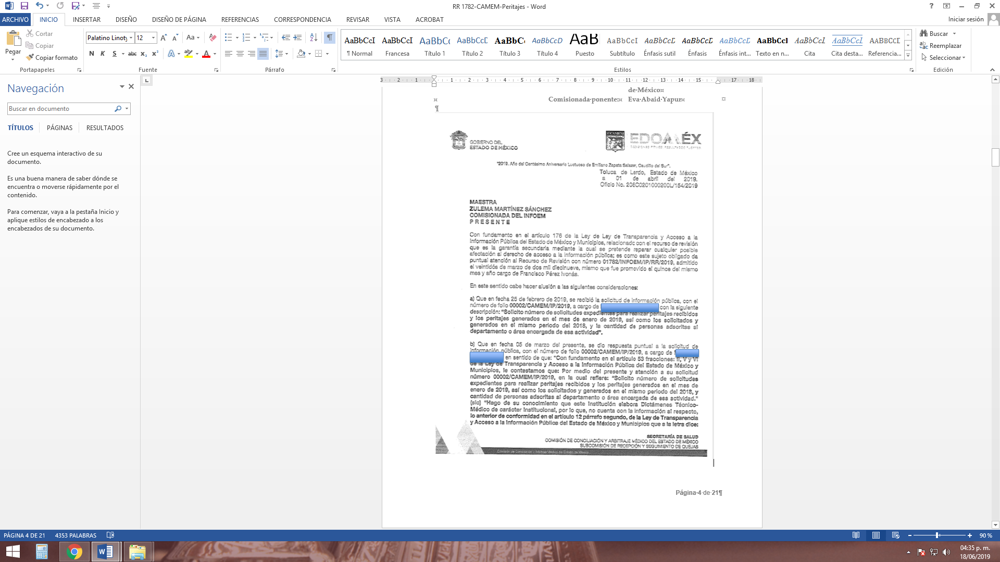 RR 1782-CAMEM-Peritajes - Word
ARCHIVO INICIO INSERTAR DISEÑO DISEÑO DE PÁGINA REFERENCIAS CORRESPONDENCIA REVISAR VISTA ACROBAT
Iniciar sesión
Pegar
Cortar
Copiar
Copiar formato
Portapapeles
Palatino Linoty 12
Fuente
Párrafo
AaBbCcI AaBbCcI AaBbCc AaBbCcD AaBbC AaBbCcD AaB AaBbCcI AaBbCcD AaBbCcD AaBbCcD AaBbCcI AaBbCcI AaBbCcI AABBCCD
¶ Normal Francesa Título 1 Título 2 Título 3 Título 4 Puesto Subtítulo Énfasis sutil Énfasis Énfasis int... Texto en n... Cita Cita desta... Referencia...
Estilos
Buscar
Reemplazar
Seleccionar
Edición
Navegación
Buscar en documento
TÍTULOS PÁGINAS RESULTADOS
Cree un esquema interactivo de su
documento.
Es una buena manera de saber dónde se
encuentra o moverse rápidamente por el
contenido.
Para comenzar, vaya a la pestaña Inicio y
aplique estilos de encabezado a los
encabezados de su documento.
3 2 1 1 2 3 4 5 6 7 8 9 10 11 12 13 14 15 17 18
de·México¤
Comisionada·ponente:¤ Eva·Abaid·Yapur¤
GOBIERNO DEL
ESTADO DE MÉXICO
CCAMEM
EDOMÉX
DECISIONES FIRMES, RESULTADOS FUERTES
"2019. Año del Centésimo Aniversario Luctuoso de Emiliano Zapata Salazar, Caudillo del Sur".
Toluca de Lerdo, Estado de México
a 01 de abril del 2019.
Oficio No. 208C0201000200L/154/2019
MAESTRA
ZULEMA MARTÍNEZ SÁNCHEZ
COMISIONADA DEL INFOEM
P R E S E N T E
Con fundamento en el artículo 176 de la Ley de Ley de Transparencia y Acceso a la
Información Pública del Estado de México y Municipios, relacionado con el recurso de revisión
que es la garantía secundaria mediante la cual se pretende reparar cualquier posible
afectación al derecho de acceso a la información pública; es como este sujeto obligado da
puntual atención al Recurso de Revisión con número 01782/INFOEM/IP/RR/2019, admitido
el veintidós de marzo de dos mil diecinueve, mismo que fue promovido el quince del mismo
mes y año cargo de Francisco Pérez Ivonás.
En este sentido cabe hacer alusión a las siguientes consideraciones:
a) Que en fecha 25 de febrero de 2019, se recibió la solicitud de información pública, con el
número de folio 00002/CAMEM/IP/2019, a cargo de con la siguiente
descripción: "Solicito número de solicitudes expedientes para realizar peritajes recibidos
y los peritajes generados en el mes de enero de 2019, así como los solicitados y
generados en el mismo periodo del 2018, y la cantidad de personas adscritas al
departamento o área encargada de esa actividad".
b) Que en fecha 05 de marzo del presente, se dio respuesta puntual a la solicitud de
información pública, con el número de folio 00002/CAMEM/IP/2019, a cargo de
en sentido de que: "Con fundamento en el artículo 53 fracciones: II, V y VI
de la Ley de Transparencia y Acceso a la Información Pública del Estado de México y
Municipios, le contestamos que: Por medio del presente y atención a su solicitud
número 00002/CAMEM/IP/2019, en la cual refiere: "Solicito número de solicitudes
expedientes para realizar peritajes recibidos y los peritajes generados en el mes de
enero de 2019, así como los solicitados y generados en el mismo periodo del 2018, y
cantidad de personas adscritas al departamento o área encargada de esa actividad."
(sic) "Hago de su conocimiento que este Institución elabora Dictámenes Técnico-
Médico de carácter Institucional, por lo que, no cuenta con la información al respecto,
lo anterior de conformidad en el artículo 12 párrafo segundo, de la Ley de Transparencia
y Acceso a la Información Pública del Estado de México y Municipios que a la letra dice:
SECRETARÍA DE SALUD
COMISIÓN DE CONCILIACIÓN Y ARBITRAJE MÉDICO DEL ESTADO DE MÉXICO
SUBCOMISIÓN DE RECEPCIÓN Y SEGUIMIENTO DE QUEJAS
Comisión de Conciliación y Arbitraje Médico del Estado de México
Página·4·de·21¶
PÁGINA 4 DE 21 4353 PALABRAS
90 %
04:35 p. m.
18/06/2019